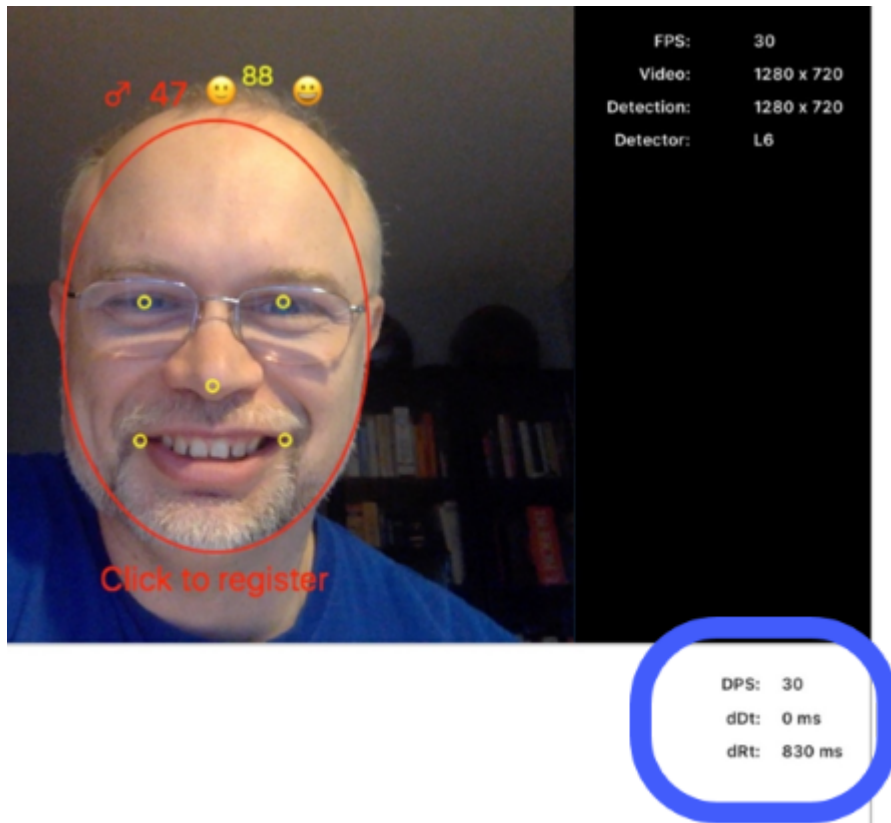 ♂ 47 🙂 88 😀
Click to register
FPS: 30
Video: 1280 x 720
Detection: 1280 x 720
Detector: L6
DPS: 30
dDt: 0 ms
dRt: 830 ms